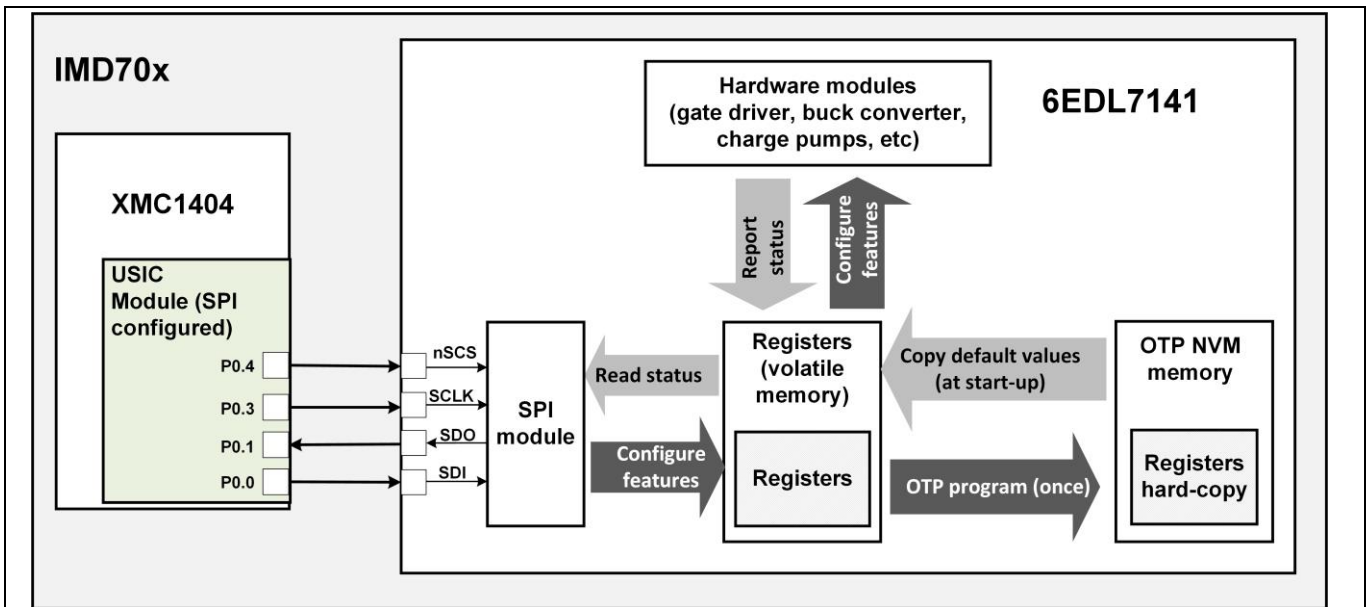 IMD70x
6EDL7141
Hardware modules
(gate driver, buck converter,
charge pumps, etc)
XMC1404
USIC
Module (SPI
configured)
P0.4
P0.3
P0.1
P0.0
nSCS
SCLK
SDO
SDI
SPI
module
Report
status
Configure
features
Read status
Configure
features
Registers
(volatile
memory)
Registers
Copy default values
(at start-up)
OTP program (once)
OTP NVM
memory
Registers
hard-copy